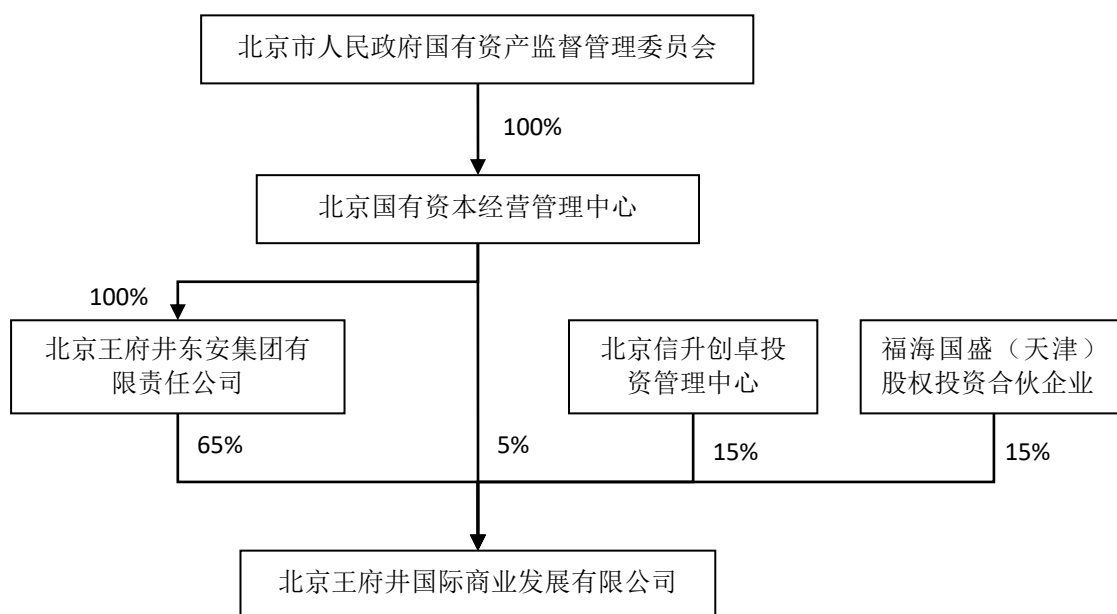 北京市人民政府国有资产监督管理委员会
100%
北京国有资本经营管理中心
100%
北京王府井东安集团有
限责任公司
北京信升创卓投
资管理中心
福海国盛（天津）
股权投资合伙企业
65%
5%
15%
15%
北京王府井国际商业发展有限公司